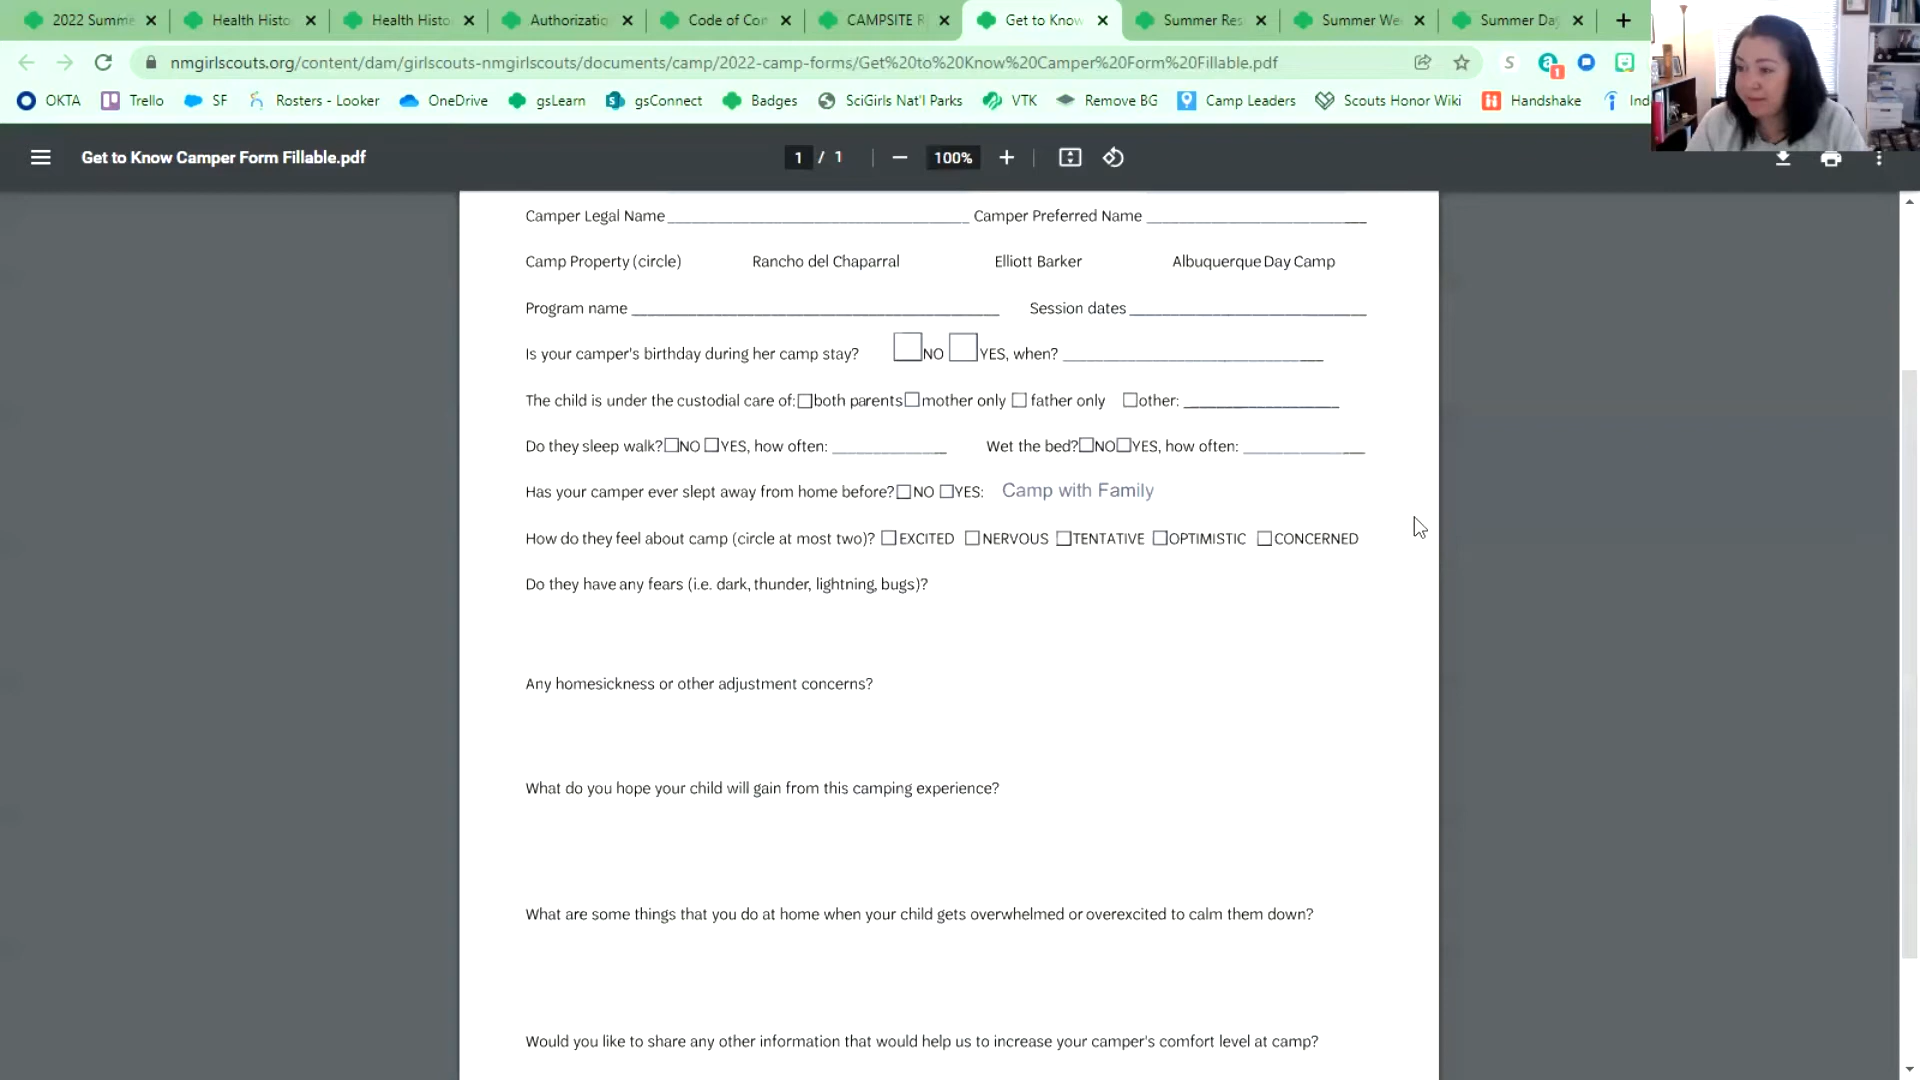 2022 Summe
Health Histo
Health Histo
Authorizatio
Code of Con
CAMPSITE R
Get to Know
Summer Res
Summer We
Summer Da
nmgirlscouts.org/content/dam/girlscouts-nmgirlscouts/documents/camp/2022-camp-forms/Get%20to%20Know%20Camper%20Form%20Fillable.pdf
OKTA Trello SF Rosters - Looker OneDrive gsLearn gsConnect Badges SciGirls Nat'l Parks VTK Remove BG Camp Leaders Scouts Honor Wiki Handshake Ind
Get to Know Camper Form Fillable.pdf
1 / 1
100%
Camper Legal Name Camper Preferred Name
Camp Property (circle) Rancho del Chaparral Elliott Barker Albuquerque Day Camp
Program name Session dates
Is your camper's birthday during her camp stay? NO YES, when?
The child is under the custodial care of: both parents mother only father only other:
Do they sleep walk? NO YES, how often: Wet the bed? NO YES, how often:
Has your camper ever slept away from home before? NO YES: Camp with Family
How do they feel about camp (circle at most two)? EXCITED NERVOUS TENTATIVE OPTIMISTIC CONCERNED
Do they have any fears (i.e. dark, thunder, lightning, bugs)?
Any homesickness or other adjustment concerns?
What do you hope your child will gain from this camping experience?
What are some things that you do at home when your child gets overwhelmed or overexcited to calm them down?
Would you like to share any other information that would help us to increase your camper's comfort level at camp?